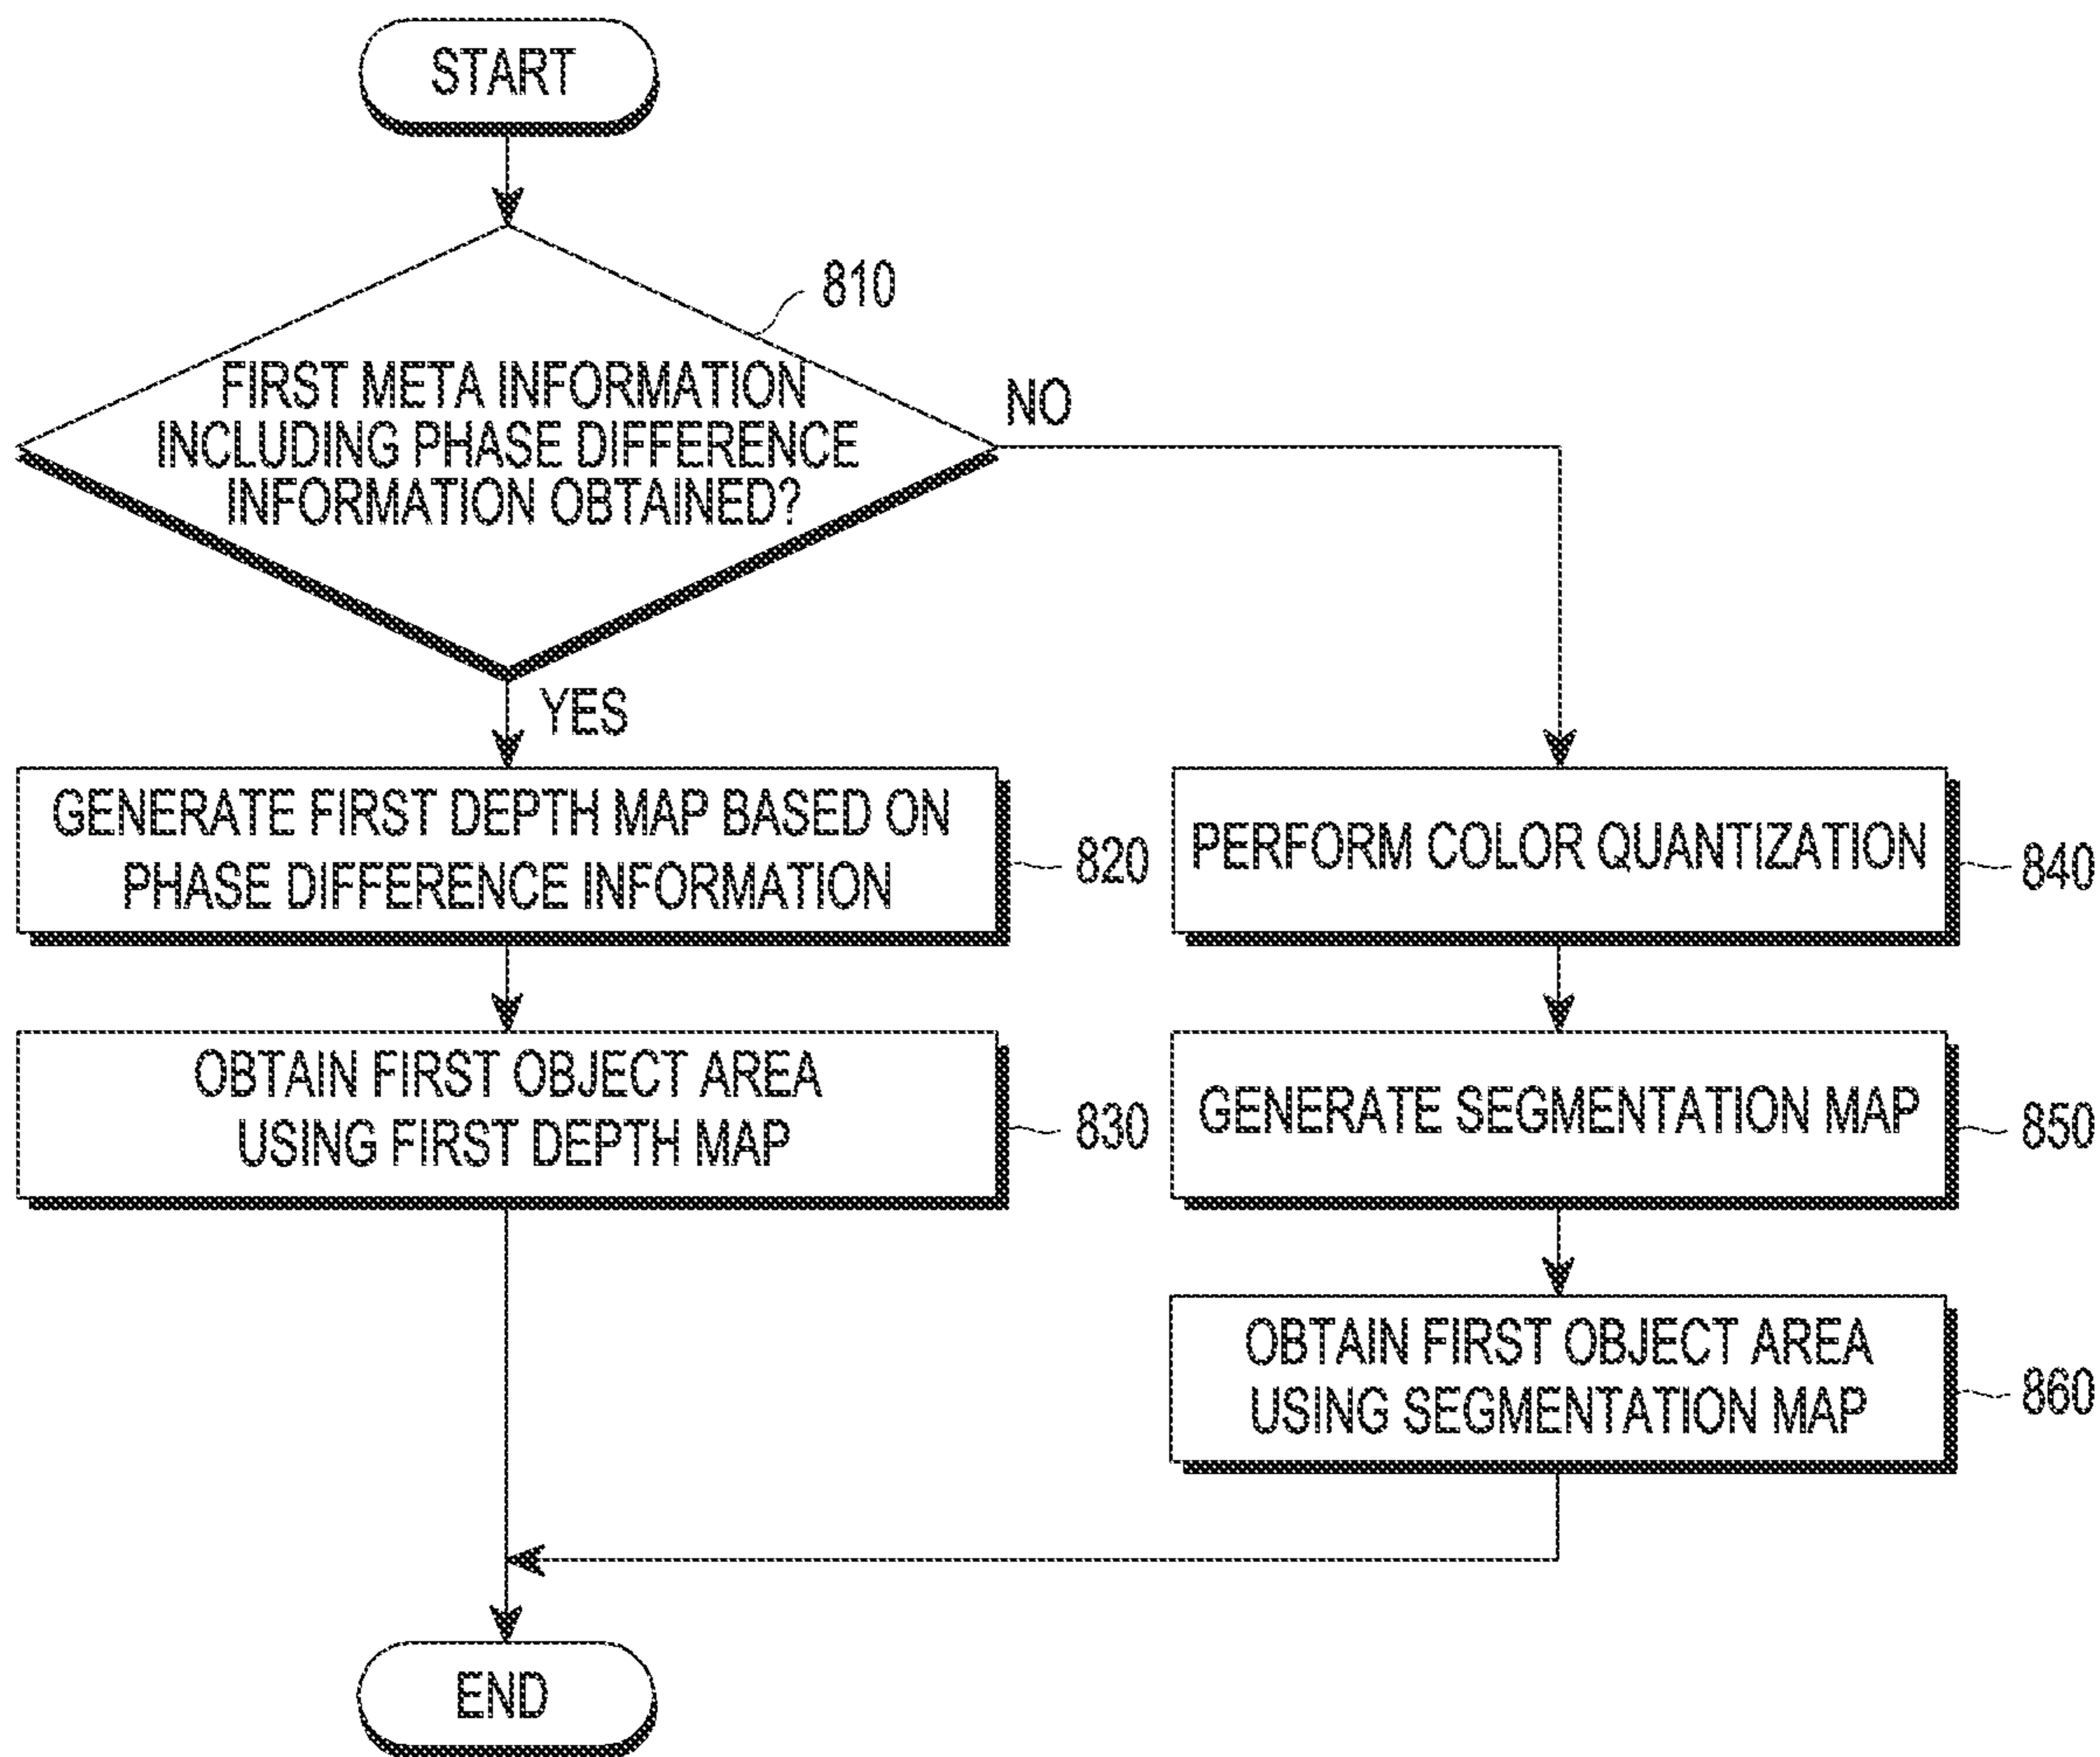 START
810
FIRST META INFORMATION
INCLUDING PHASE DIFFERENCE
INFORMATION OBTAINED?
NO
YES
GENERATE FIRST DEPTH MAP BASED ON
PHASE DIFFERENCE INFORMATION
820
PERFORM COLOR QUANTIZATION
840
OBTAIN FIRST OBJECT AREA
USING FIRST DEPTH MAP
830
GENERATE SEGMENTATION MAP
850
OBTAIN FIRST OBJECT AREA
USING SEGMENTATION MAP
860
END